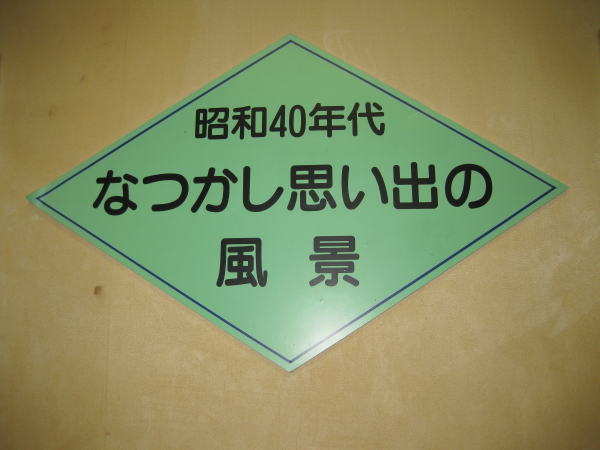 昭和40年代
なつかし思い出の
風景